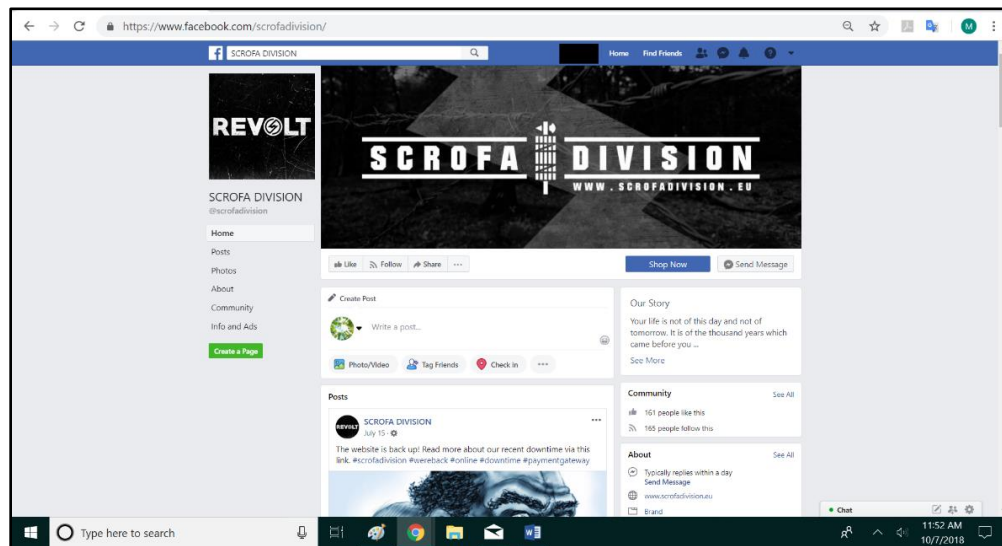 https://www.facebook.com/scrofadivision/
M
SCROFA DIVISION
Home Find Friends
REVOLT
SCROFA DIVISION
WWW.SCROFADIVISION.EU
SCROFA DIVISION
@scrofadivision
Home
Posts
Photos
About
Community
Info and Ads
Create a Page
Like Follow Share
Shop Now Send Message
Create Post
Write a post...
Photo/Video Tag Friends Check in
Posts
REVOLT
SCROFA DIVISION
July 15
The website is back up! Read more about our recent downtime via this
link. #scrofadivision #wereback #online #downtime #paymentgateway
Our Story
Your life is not of this day and not of
tomorrow. It is of the thousand years which
came before you ...
See More
Community See All
161 people like this
165 people follow this
About See All
Typically replies within a day
Send Message
www.scrofadivision.eu
Brand
Chat
Type here to search
11:52 AM
10/7/2018